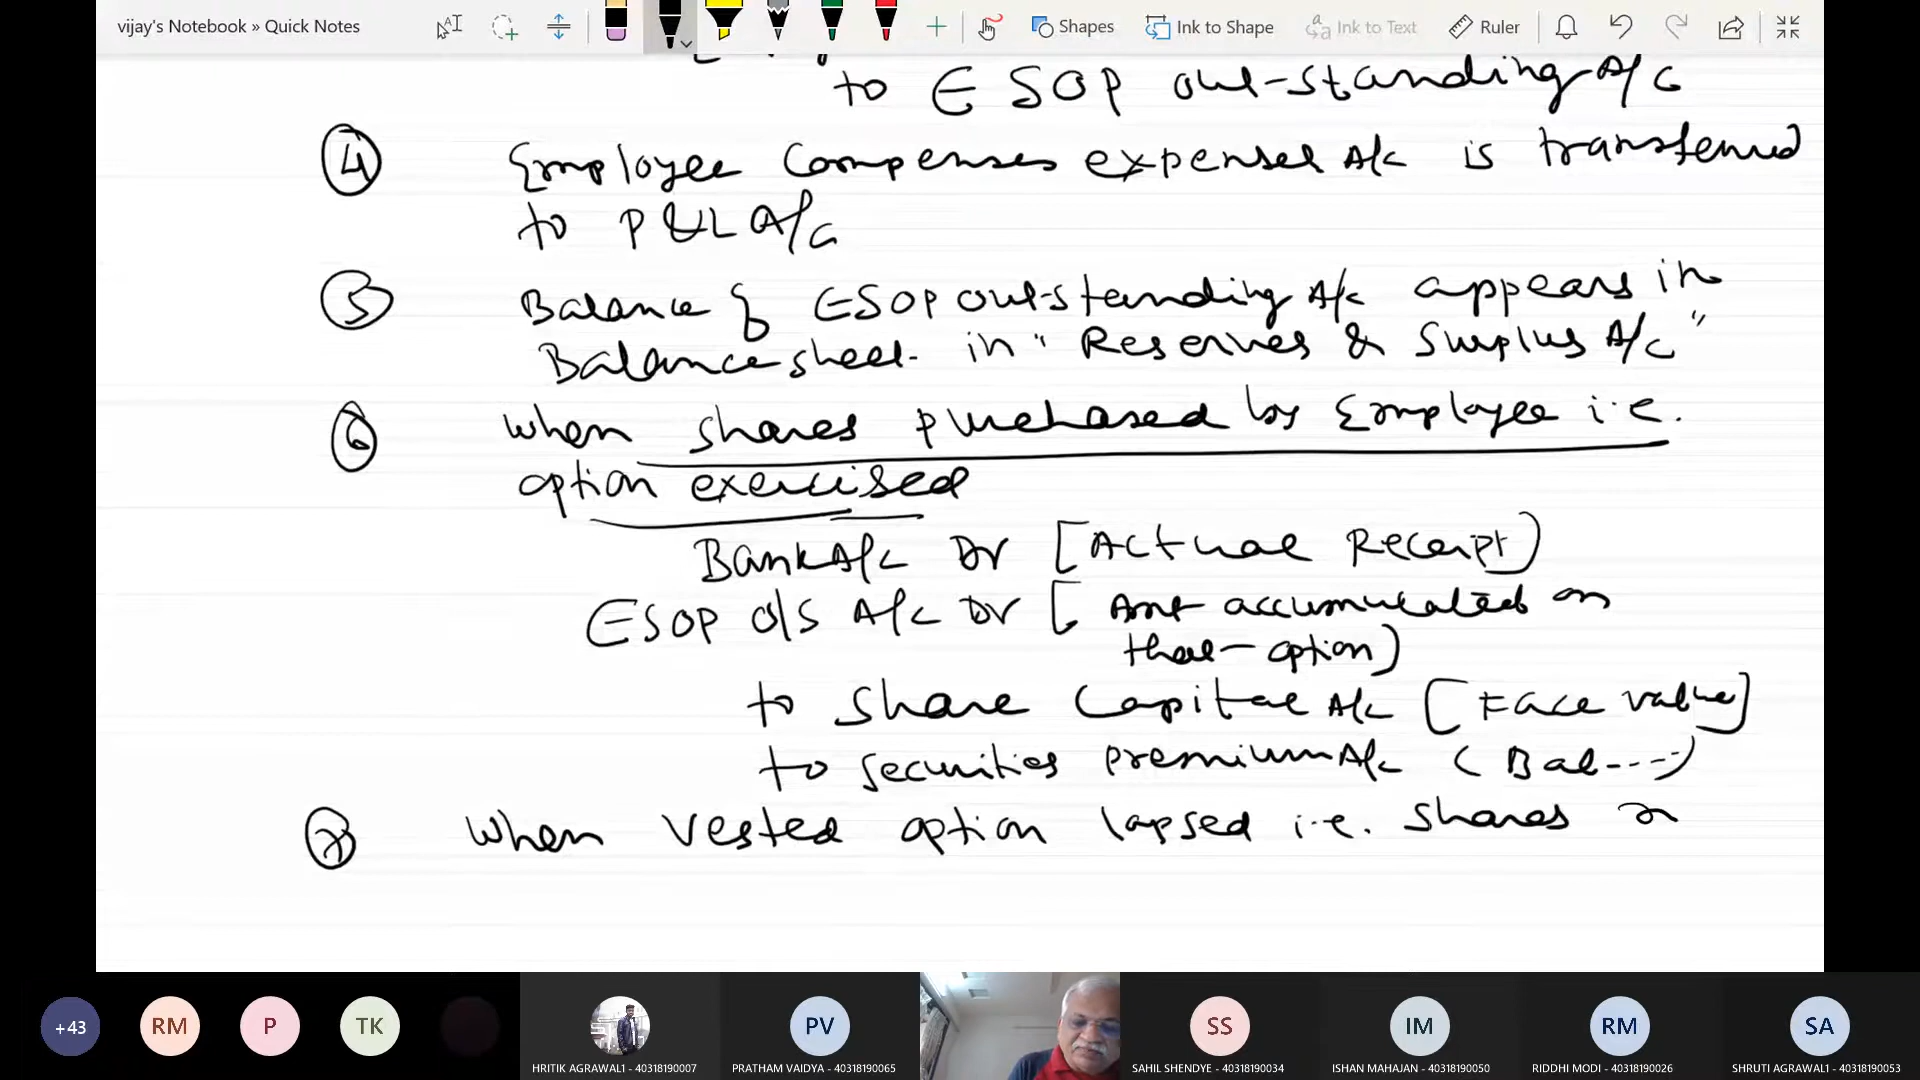 vijay's Notebook » Quick Notes
Shapes
Ink to Shape
Ink to Text
Ruler
to ESOP out-standing A/c
4 Employee Compenses expenses A/c is transferred
to P&L A/c
5 Balance of ESOP out-standing A/c appears in
Balance sheet in "Reserves & Surplus A/c"
6 when shares purchased by Employee i.e.
option exercised
Bank A/c Dr [Actual Receipt)
ESOP O/S A/c Dr [Amt accumulated on
that option)
to Share Capital A/c [Face value]
to securities premium A/c (Bal---)
7 When vested option lapsed i.e. shares
+43
RM
P
TK
HRITIK AGRAWAL1 - 40318190007
PV
PRATHAM VAIDYA - 40318190065
SS
SAHIL SHENDYE - 40318190034
IM
ISHAN MAHAJAN - 40318190050
RM
RIDDHI MODI - 40318190026
SA
SHRUTI AGRAWAL1 - 40318190053